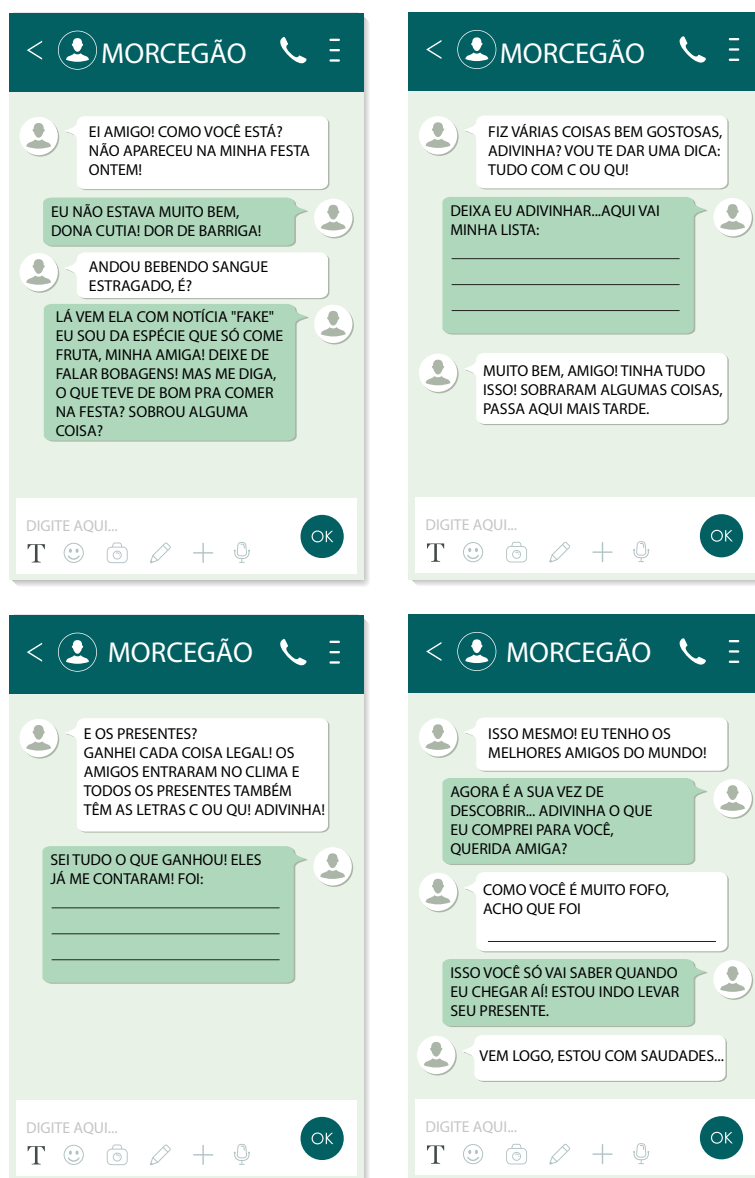 MORCEGÃO
EI AMIGO! COMO VOCÊ ESTÁ?
NÃO APARECEU NA MINHA FESTA
ONTEM!
EU NÃO ESTAVA MUITO BEM,
DONA CUTIA! DOR DE BARRIGA!
ANDOU BEBENDO SANGUE
ESTRAGADO, É?
LÁ VEM ELA COM NOTÍCIA "FAKE"
EU SOU DA ESPÉCIE QUE SÓ COME
FRUTA, MINHA AMIGA! DEIXE DE
FALAR BOBAGENS! MAS ME DIGA,
O QUE TEVE DE BOM PRA COMER
NA FESTA? SOBROU ALGUMA
COISA?
DIGITE AQUI...
T
OK
MORCEGÃO
FIZ VÁRIAS COISAS BEM GOSTOSAS,
ADIVINHA? VOU TE DAR UMA DICA:
TUDO COM C OU QU!
DEIXA EU ADIVINHAR...AQUI VAI
MINHA LISTA:
MUITO BEM, AMIGO! TINHA TUDO
ISSO! SOBRARAM ALGUMAS COISAS,
PASSA AQUI MAIS TARDE.
DIGITE AQUI...
T
OK
MORCEGÃO
E OS PRESENTES?
GANHEI CADA COISA LEGAL! OS
AMIGOS ENTRARAM NO CLIMA E
TODOS OS PRESENTES TAMBÉM
TÊM AS LETRAS C OU QU! ADIVINHA!
SEI TUDO O QUE GANHOU! ELES
JÁ ME CONTARAM! FOI:
DIGITE AQUI...
T
OK
MORCEGÃO
ISSO MESMO! EU TENHO OS
MELHORES AMIGOS DO MUNDO!
AGORA É A SUA VEZ DE
DESCOBRIR... ADIVINHA O QUE
EU COMPREI PARA VOCÊ,
QUERIDA AMIGA?
COMO VOCÊ É MUITO FOFO,
ACHO QUE FOI
ISSO VOCÊ SÓ VAI SABER QUANDO
EU CHEGAR AÍ! ESTOU INDO LEVAR
SEU PRESENTE.
VEM LOGO, ESTOU COM SAUDADES...
DIGITE AQUI...
T
OK